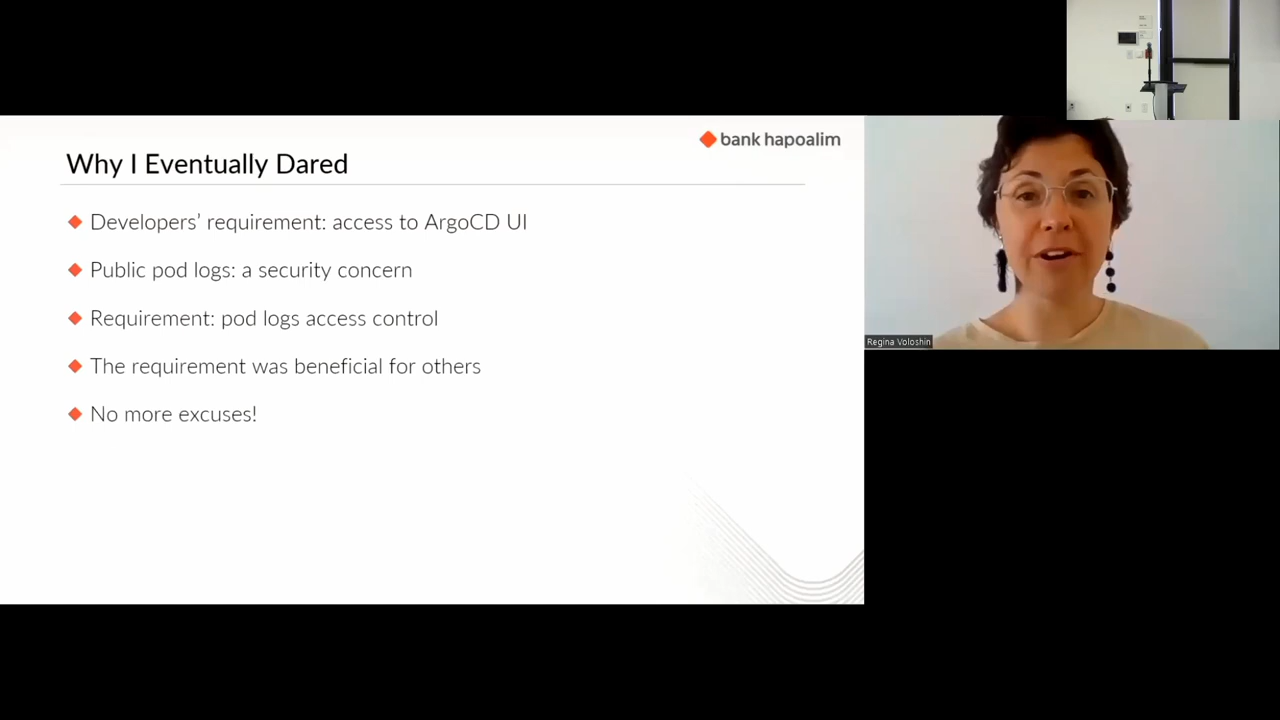 bank hapoalim
Why I Eventually Dared
Developers' requirement: access to ArgoCD UI
Public pod logs: a security concern
Requirement: pod logs access control
The requirement was beneficial for others
No more excuses!
Regina Voloshin